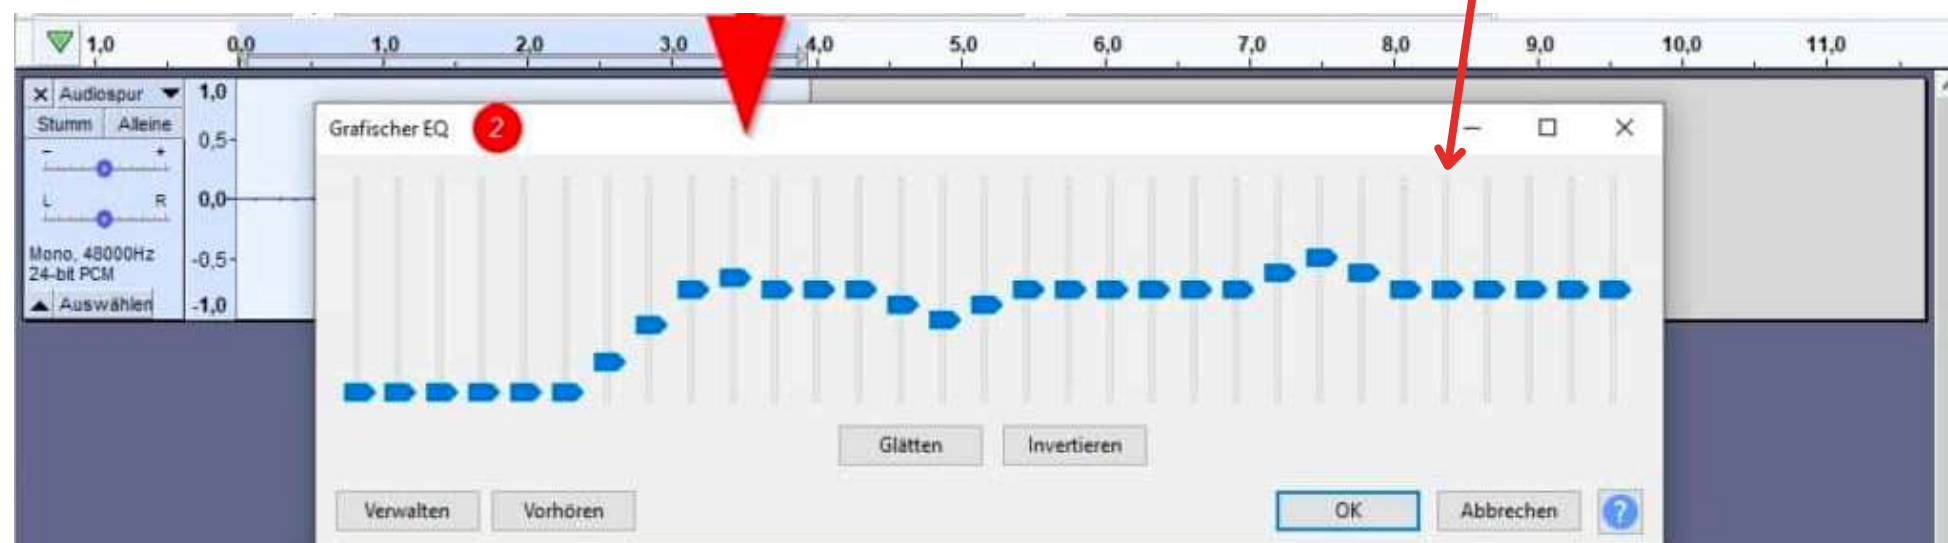 1,0 0,0 1,0 2,0 3,0 4,0 5,0 6,0 7,0 8,0 9,0 10,0 11,0
X Audiospur 1,0
Stumm Alleine
0,5-
- +
L R 0,0
Mono, 48000Hz
24-bit PCM
-0,5-
Auswählen -1,0
Grafischer EQ 2
Glätten Invertieren
Verwalten Vorhören OK Abbrechen ?